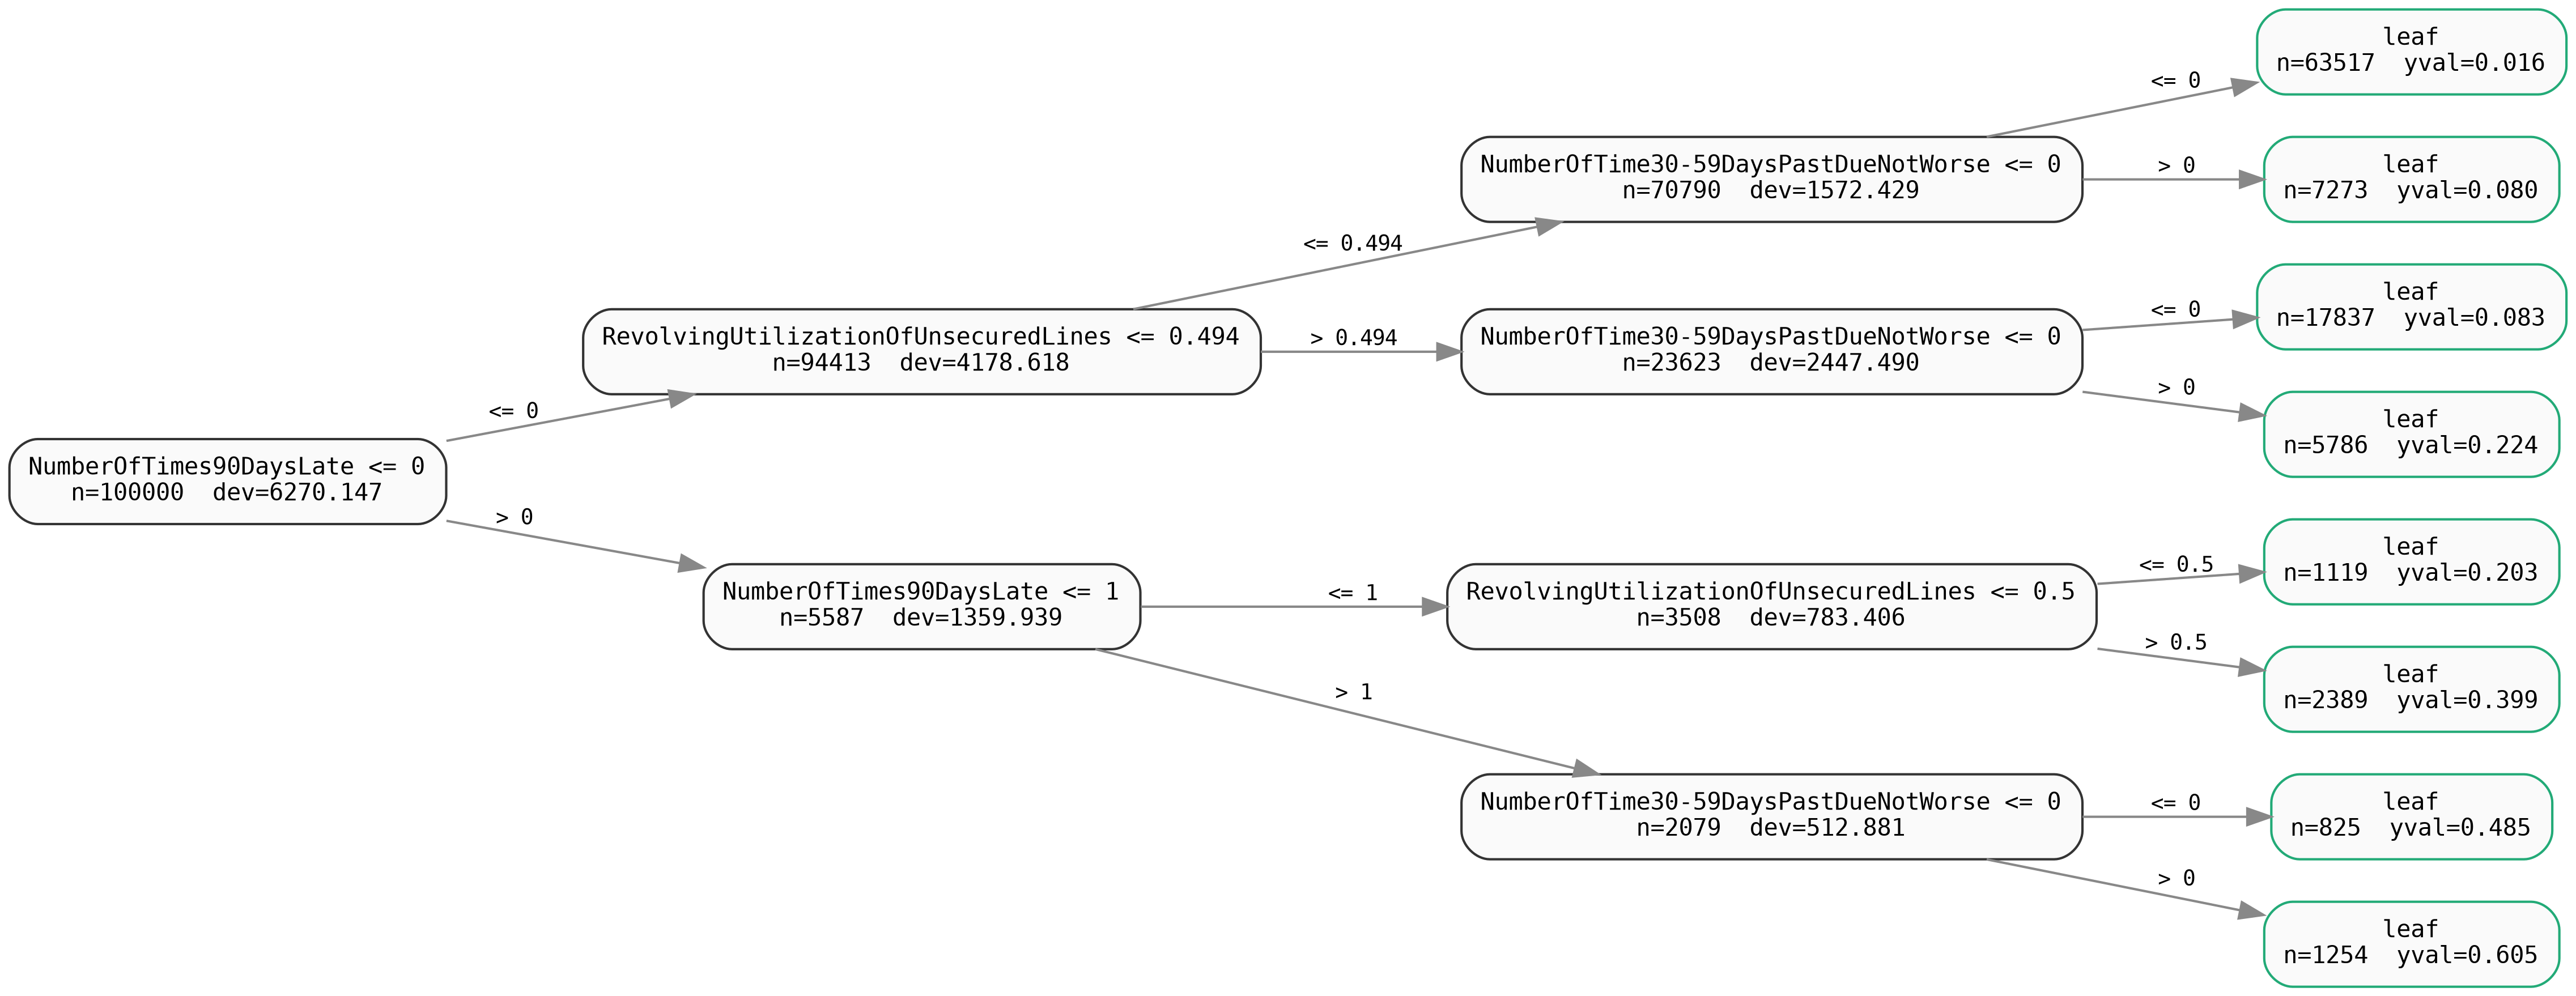 leaf
n=63517  yval=0.016
<= 0
NumberOfTime30-59DaysPastDueNotWorse <= 0
n=70790  dev=1572.429
> 0
leaf
n=7273  yval=0.080
<= 0.494
leaf
n=17837  yval=0.083
<= 0
RevolvingUtilizationOfUnsecuredLines <= 0.494
n=94413  dev=4178.618
> 0.494
NumberOfTime30-59DaysPastDueNotWorse <= 0
n=23623  dev=2447.490
> 0
leaf
n=5786  yval=0.224
<= 0
NumberOfTimes90DaysLate <= 0
n=100000  dev=6270.147
> 0
leaf
n=1119  yval=0.203
<= 0.5
NumberOfTimes90DaysLate <= 1
n=5587  dev=1359.939
<= 1
RevolvingUtilizationOfUnsecuredLines <= 0.5
n=3508  dev=783.406
> 0.5
leaf
n=2389  yval=0.399
> 1
NumberOfTime30-59DaysPastDueNotWorse <= 0
n=2079  dev=512.881
<= 0
leaf
n=825  yval=0.485
> 0
leaf
n=1254  yval=0.605